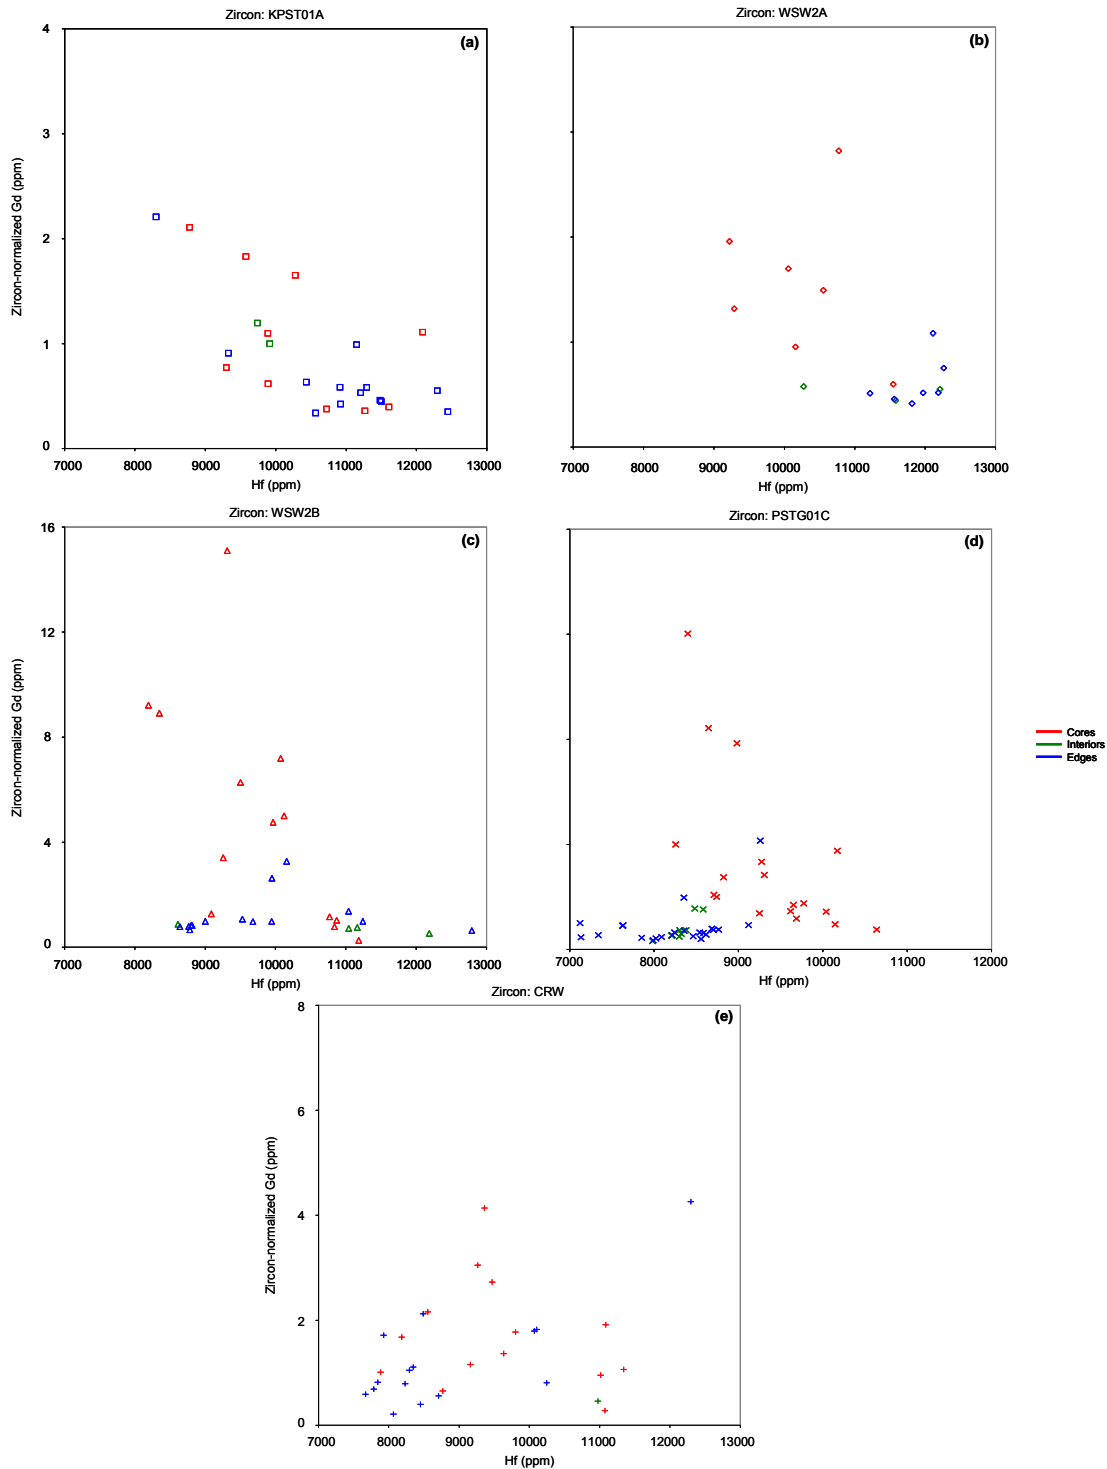 Zircon: KPST01A
(a)
Zircon-normalized Gd (ppm)
4
3
2
1
0
7000 8000 9000 10000 11000 12000 13000
Hf (ppm)
Zircon: WSW2A
(b)
7000 8000 9000 10000 11000 12000 13000
Hf (ppm)
Zircon: WSW2B
(c)
Zircon-normalized Gd (ppm)
16
12
8
4
0
7000 8000 9000 10000 11000 12000 13000
Hf (ppm)
Zircon: PSTG01C
(d)
7000 8000 9000 10000 11000 12000
Hf (ppm)
Cores
Interiors
Edges
Zircon: CRW
(e)
Zircon-normalized Gd (ppm)
8
6
4
2
0
7000 8000 9000 10000 11000 12000 13000
Hf (ppm)